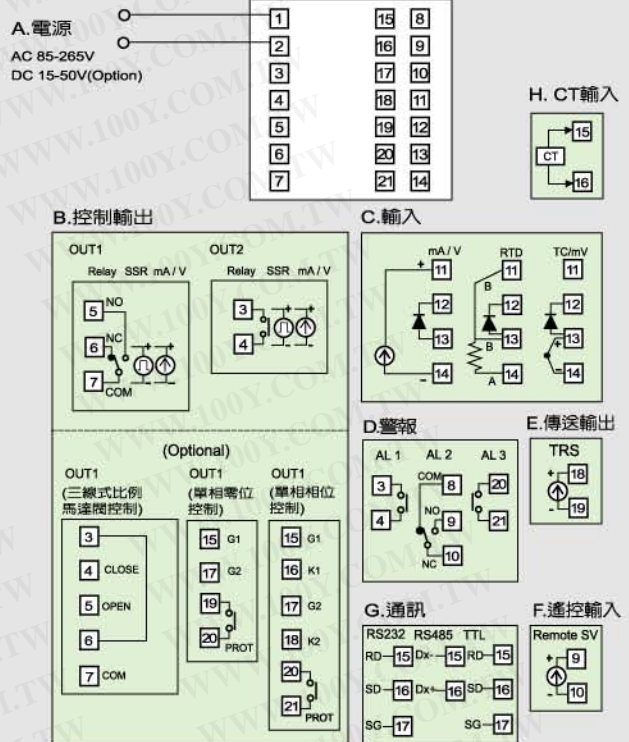 A.電源
AC 85-265V
DC 15-50V(Option)
1 15 8
2 16 9
3 17 10
4 18 11
5 19 12
6 20 13
7 21 14
H. CT輸入
CT
15
16
B.控制輸出
OUT1
Relay SSR mA / V
5 NO
6 NC
7 COM
+ +
- -
OUT2
Relay SSR mA / V
3
4
+ +
- -
(Optional)
OUT1
(三線式比例
馬達閥控制)
3
4 CLOSE
5 OPEN
6
7 COM
OUT1
(單相零位
控制)
15 G1
17 G2
19
20 PROT
OUT1
(單相相位
控制)
15 G1
16 K1
17 G2
18 K2
20
21 PROT
C.輸入
mA / V
+ 11
12
13
- 14
RTD
11
B
12
13
B
A 14
TC/mV
11
12
+ 13
- 14
D.警報
AL 1
3
4
AL 2
COM 8
NO 9
NC 10
AL 3
20
21
E.傳送輸出
TRS
+ 18
- 19
G.通訊
RS232 RS485 TTL
RD 15 Dx- 15 RD 15
SD 16 Dx+ 16 SD 16
SG 17 SG 17
F.遙控輸入
Remote SV
+ 9
- 10
WWW.100Y.COM.TW